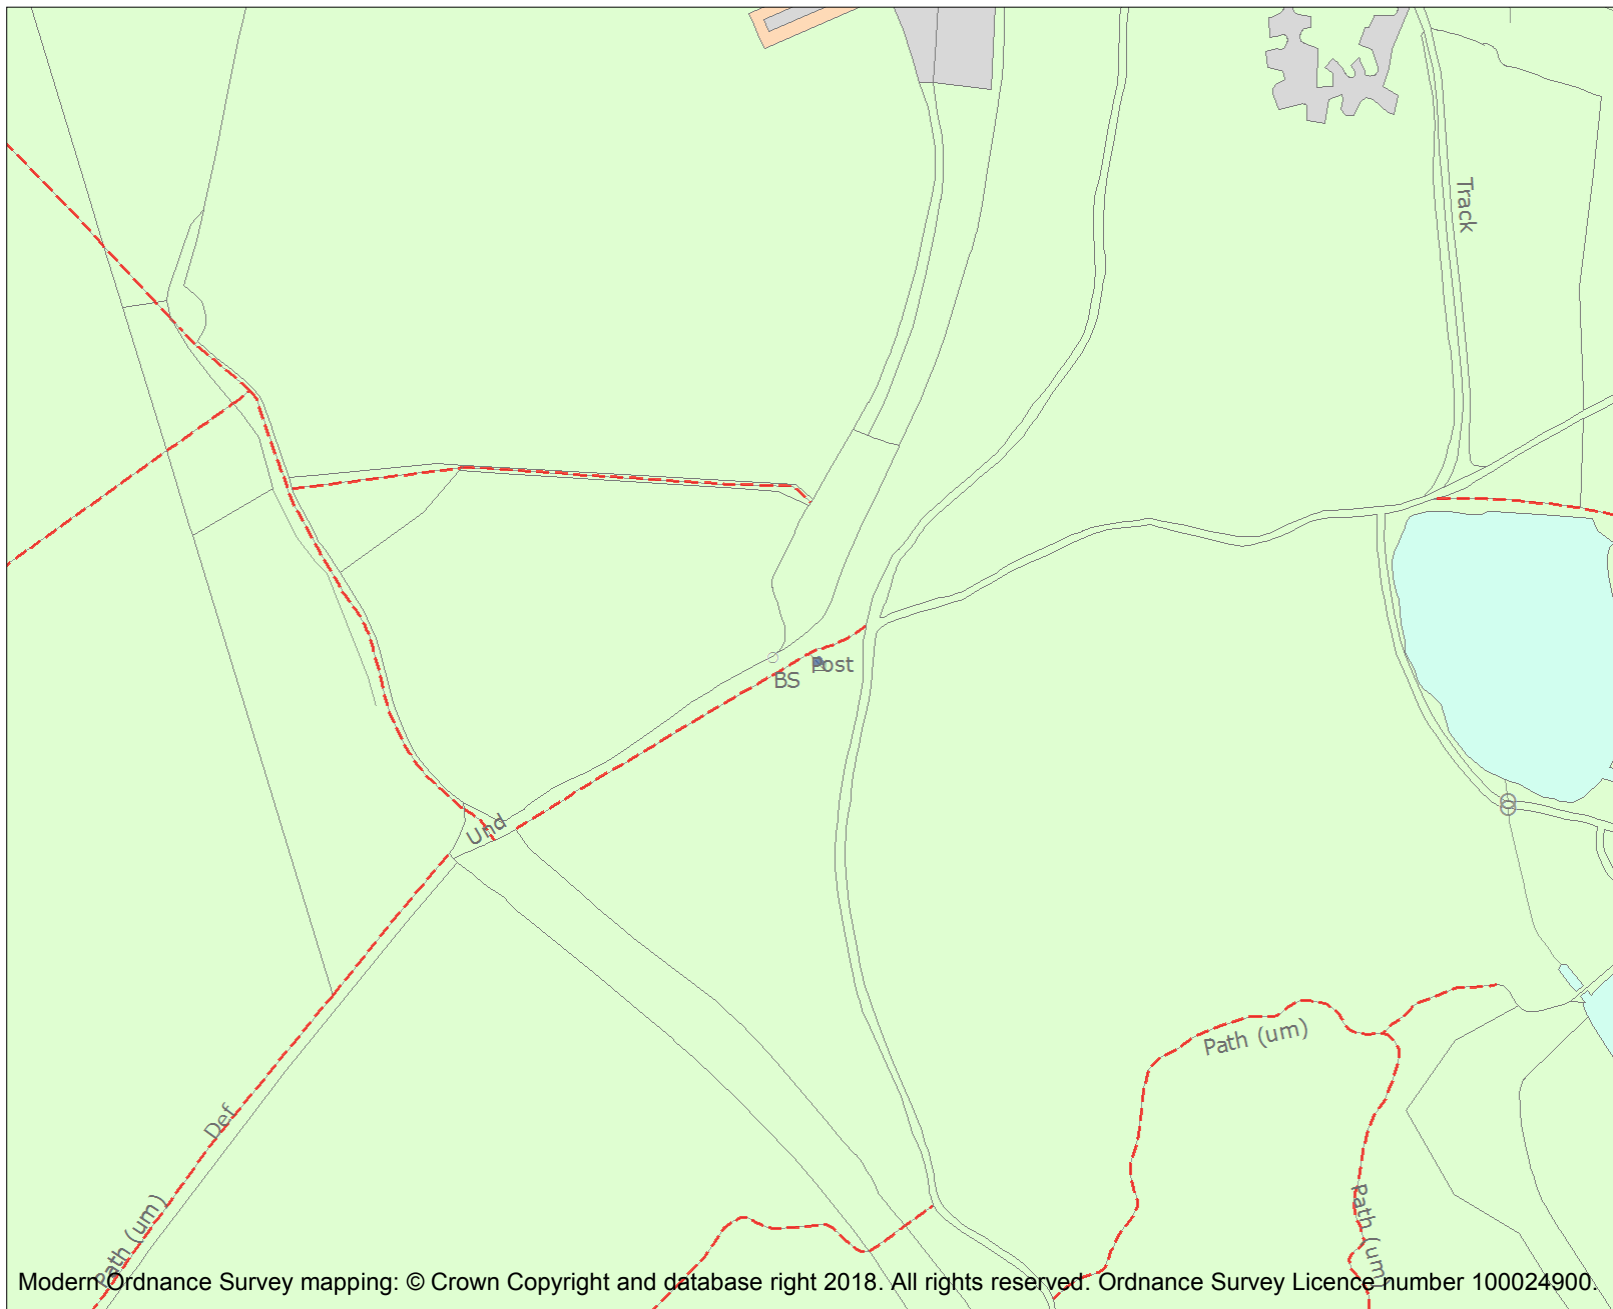 Track
Post
BS
Und
Path (um)
Def
Path (um)
Path (um)
Modern Ordnance Survey mapping: © Crown Copyright and database right 2018. All rights reserved. Ordnance Survey Licence number 100024900.